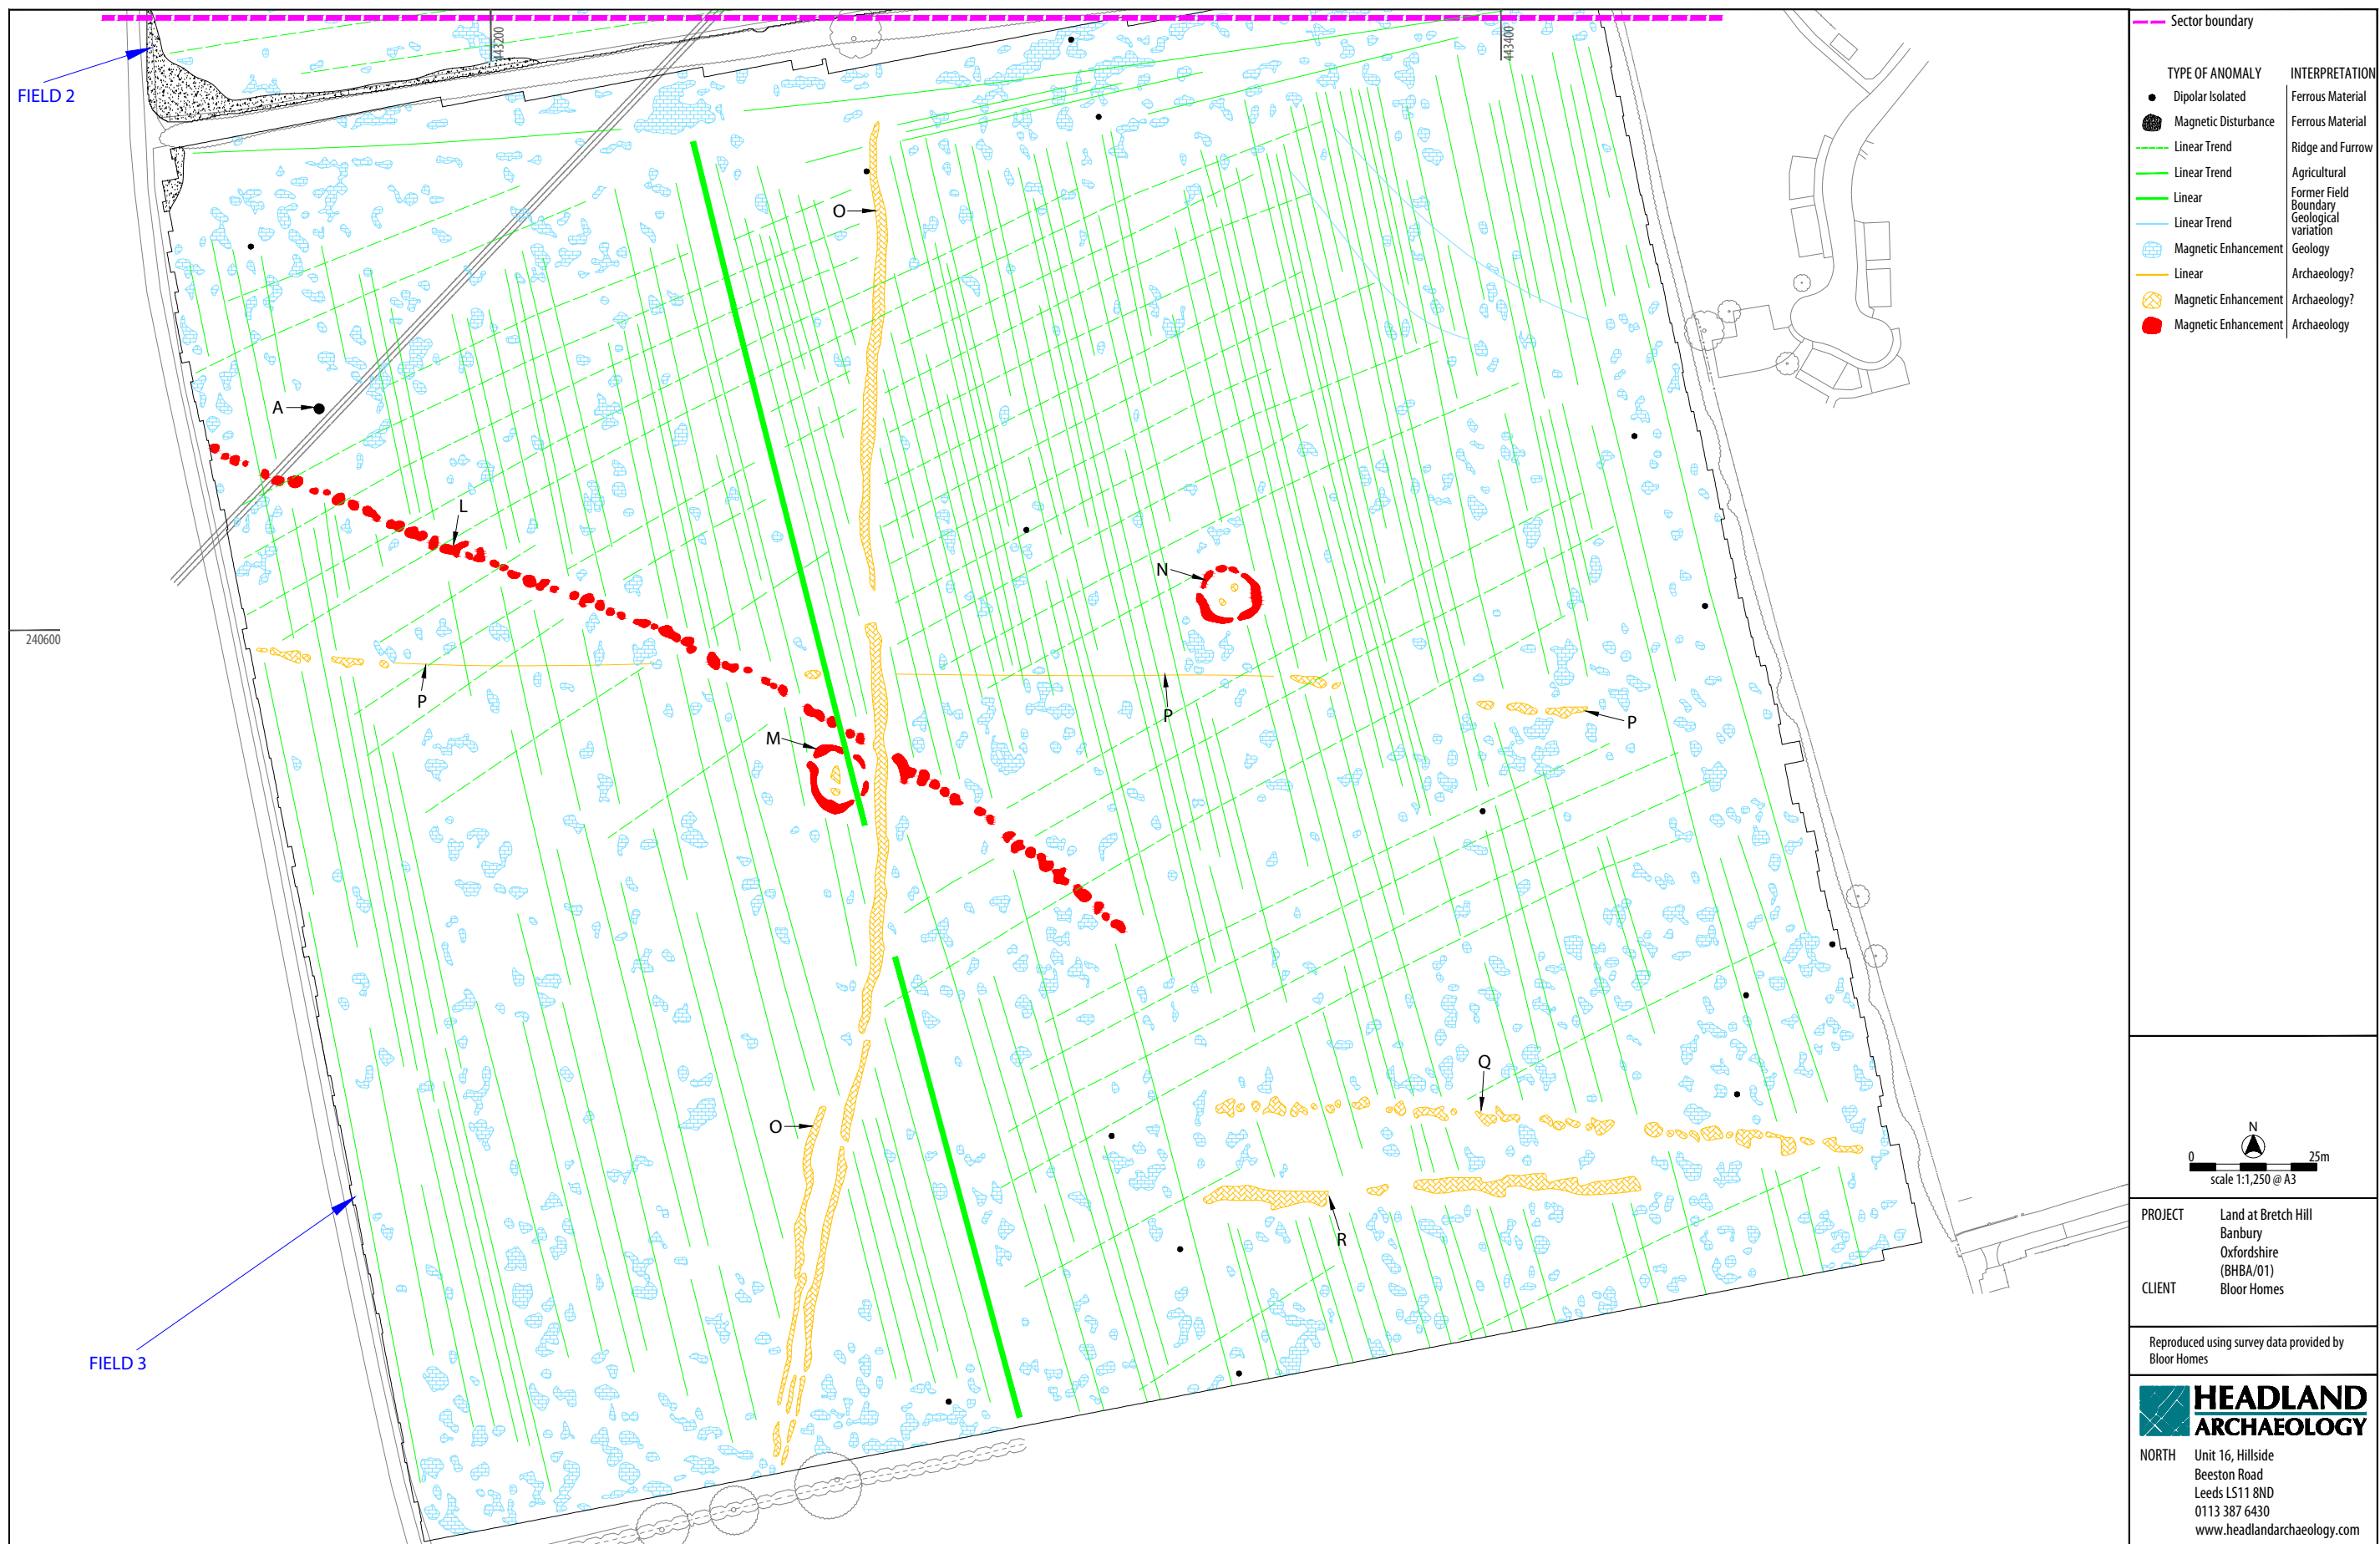 443200
443400
FIELD 2
O
A
L
N
240600
P
P
P
M
Q
O
R
FIELD 3
Sector boundary
TYPE OF ANOMALY INTERPRETATION
Dipolar Isolated Ferrous Material
Magnetic Disturbance Ferrous Material
Linear Trend Ridge and Furrow
Linear Trend Agricultural
Linear Former Field
Boundary
Linear Trend Geological
variation
Magnetic Enhancement Geology
Linear Archaeology?
Magnetic Enhancement Archaeology?
Magnetic Enhancement Archaeology
N
0 25m
scale 1:1,250 @ A3
PROJECT Land at Bretch Hill
Banbury
Oxfordshire
(BHBA/01)
CLIENT Bloor Homes
Reproduced using survey data provided by
Bloor Homes
HEADLAND
ARCHAEOLOGY
NORTH Unit 16, Hillside
Beeston Road
Leeds LS11 8ND
0113 387 6430
www.headlandarchaeology.com